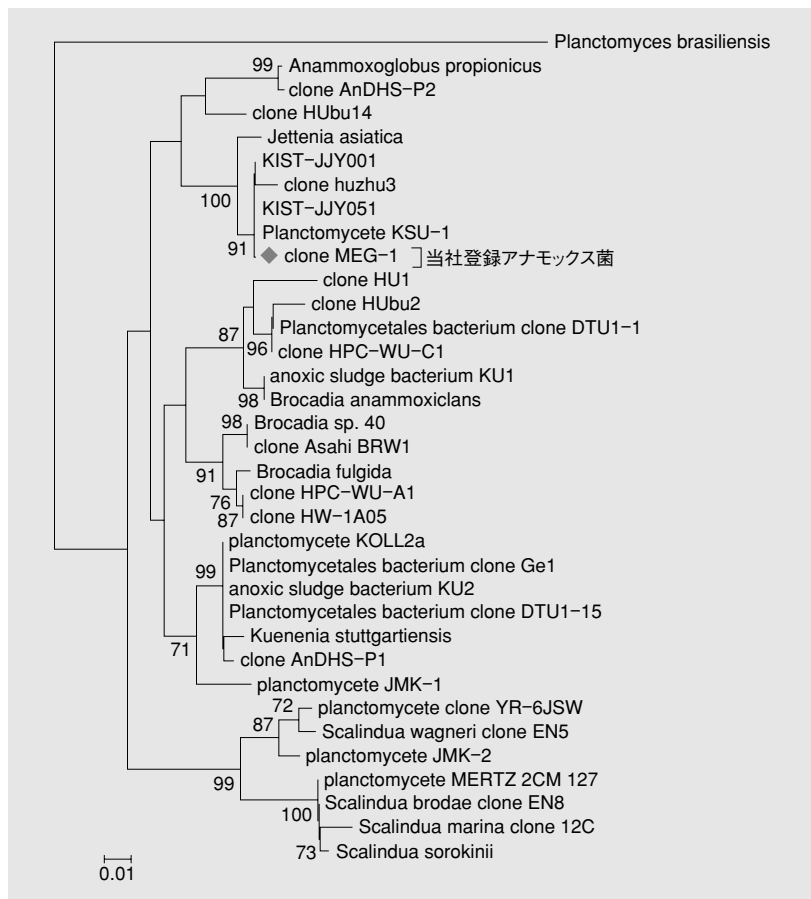 Planctomyces brasiliensis
99
Anammoxoglobus propionicus
clone AnDHS-P2
clone HUbu14
Jettenia asiatica
KIST-JJY001
clone huzhu3
100
KIST-JJY051
Planctomycete KSU-1
91
clone MEG-1
当社登録アナモックス菌
clone HU1
clone HUbu2
87
Planctomycetales bacterium clone DTU1-1
96
clone HPC-WU-C1
anoxic sludge bacterium KU1
98
Brocadia anammoxiclans
98
Brocadia sp. 40
clone Asahi BRW1
91
Brocadia fulgida
76
clone HPC-WU-A1
87
clone HW-1A05
planctomycete KOLL2a
99
Planctomycetales bacterium clone Ge1
anoxic sludge bacterium KU2
Planctomycetales bacterium clone DTU1-15
Kuenenia stuttgartiensis
71
clone AnDHS-P1
planctomycete JMK-1
72
planctomycete clone YR-6JSW
87
Scalindua wagneri clone EN5
planctomycete JMK-2
99
planctomycete MERTZ 2CM 127
100
Scalindua brodae clone EN8
Scalindua marina clone 12C
73
Scalindua sorokinii
0.01